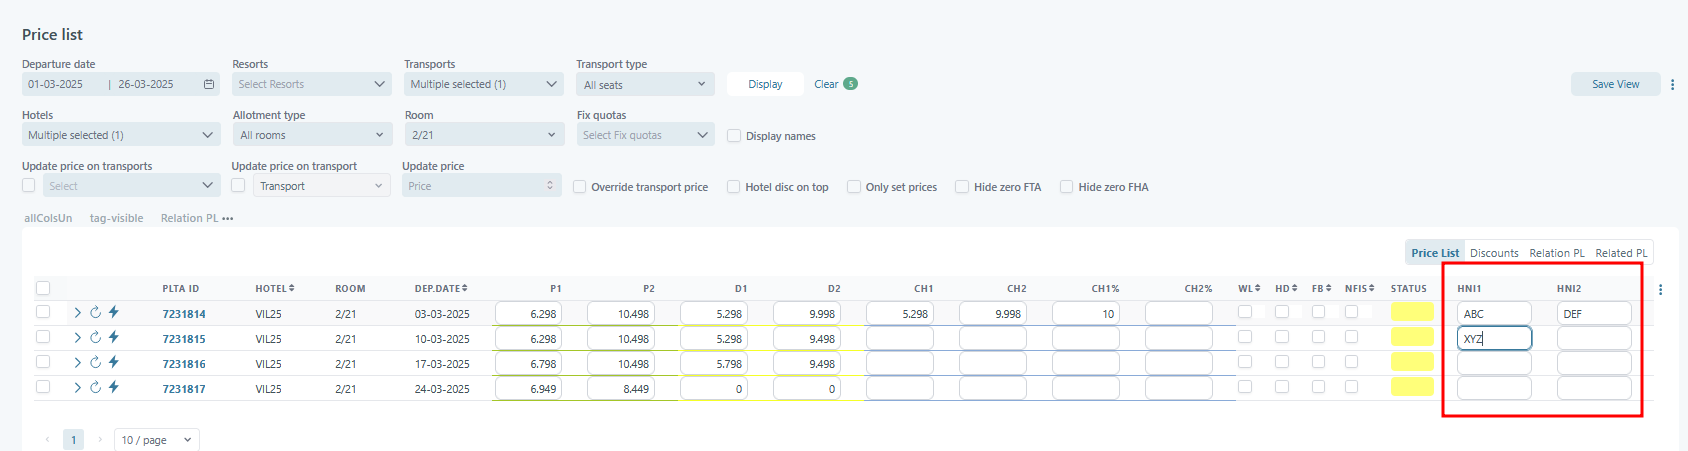 Price list
Departure date Resorts Transports Transport type
01-03-2025 | 26-03-2025 Select Resorts Multiple selected (1) All seats Display Clear 5 Save View
Hotels Allotment type Room Fix quotas
Multiple selected (1) All rooms 2/21 Select Fix quotas Display names
Update price on transports Update price on transport Update price
Select Transport Price Override transport price Hotel disc on top Only set prices Hide zero FTA Hide zero FHA
allColsUn tag-visible Relation PL •••
Price List Discounts Relation PL Related PL
PLTA ID HOTEL ROOM DEP.DATE P1 P2 D1 D2 CH1 CH2 CH1% CH2% WL HD FB NFIS STATUS HNI1 HNI2
7231814 VIL25 2/21 03-03-2025 6.298 10.498 5.298 9.998 5.298 9.998 10 ABC DEF
7231815 VIL25 2/21 10-03-2025 6.298 10.498 5.298 9.498 XYZ
7231816 VIL25 2/21 17-03-2025 6.798 10.498 5.798 9.498
7231817 VIL25 2/21 24-03-2025 6.949 8.449 0 0
1 10 / page